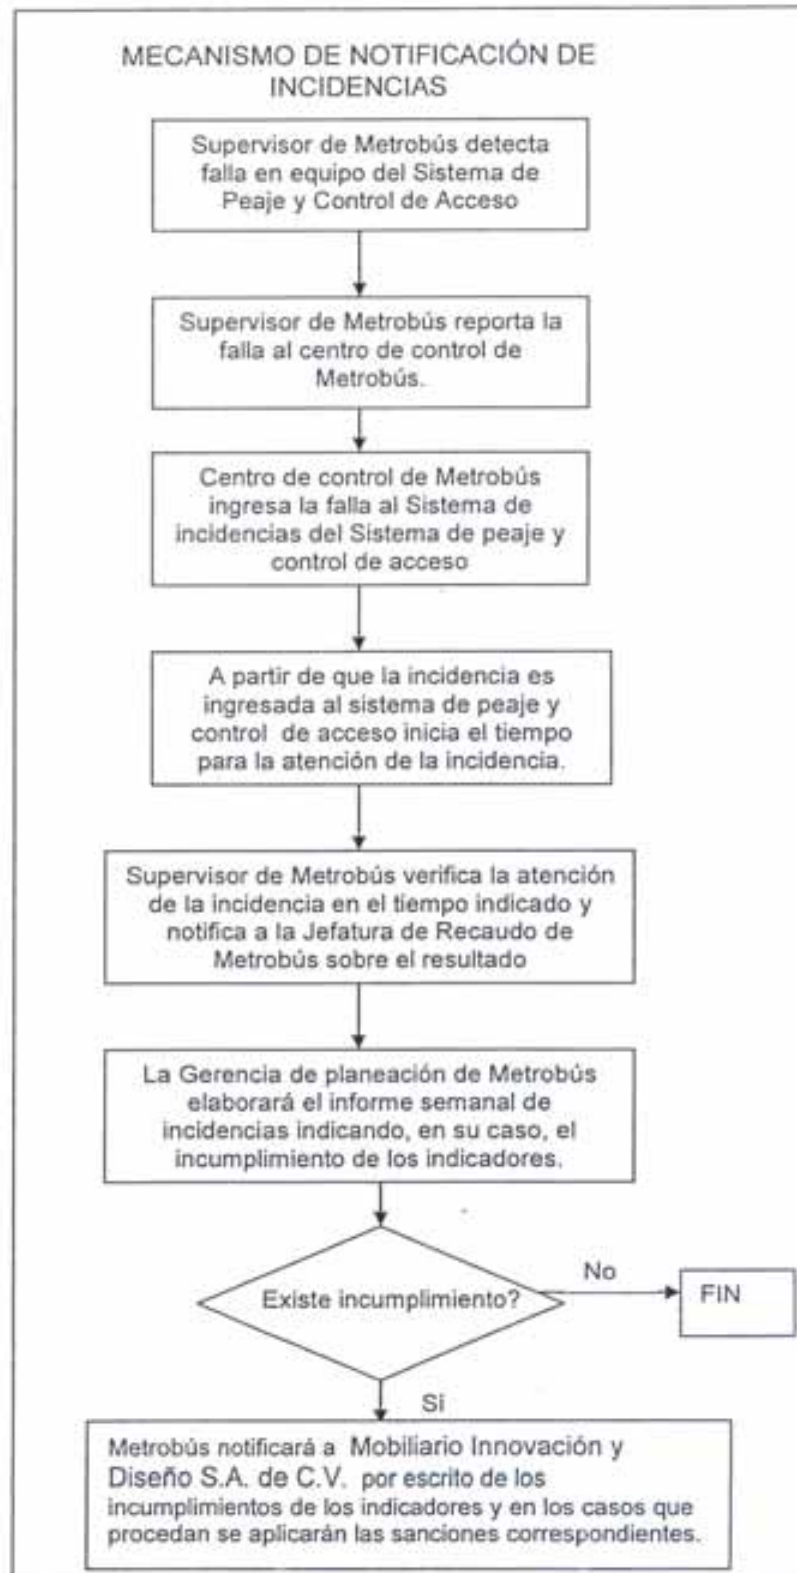 MECANISMO DE NOTIFICACIÓN DE
INCIDENCIAS
Supervisor de Metrobús detecta
falla en equipo del Sistema de
Peaje y Control de Acceso
Supervisor de Metrobús reporta la
falla al centro de control de
Metrobús.
Centro de control de Metrobús
ingresa la falla al Sistema de
incidencias del Sistema de peaje y
control de acceso
A partir de que la incidencia es
ingresada al sistema de peaje y
control de acceso inicia el tiempo
para la atención de la incidencia.
Supervisor de Metrobús verifica la atención
de la incidencia en el tiempo indicado y
notifica a la Jefatura de Recaudo de
Metrobús sobre el resultado
La Gerencia de planeación de Metrobús
elaborará el informe semanal de
incidencias indicando, en su caso, el
incumplimiento de los indicadores.
Existe incumplimiento?
No
FIN
Si
Metrobús notificará a Mobiliario Innovación y
Diseño S.A. de C.V. por escrito de los
incumplimientos de los indicadores y en los casos que
procedan se aplicarán las sanciones correspondientes.